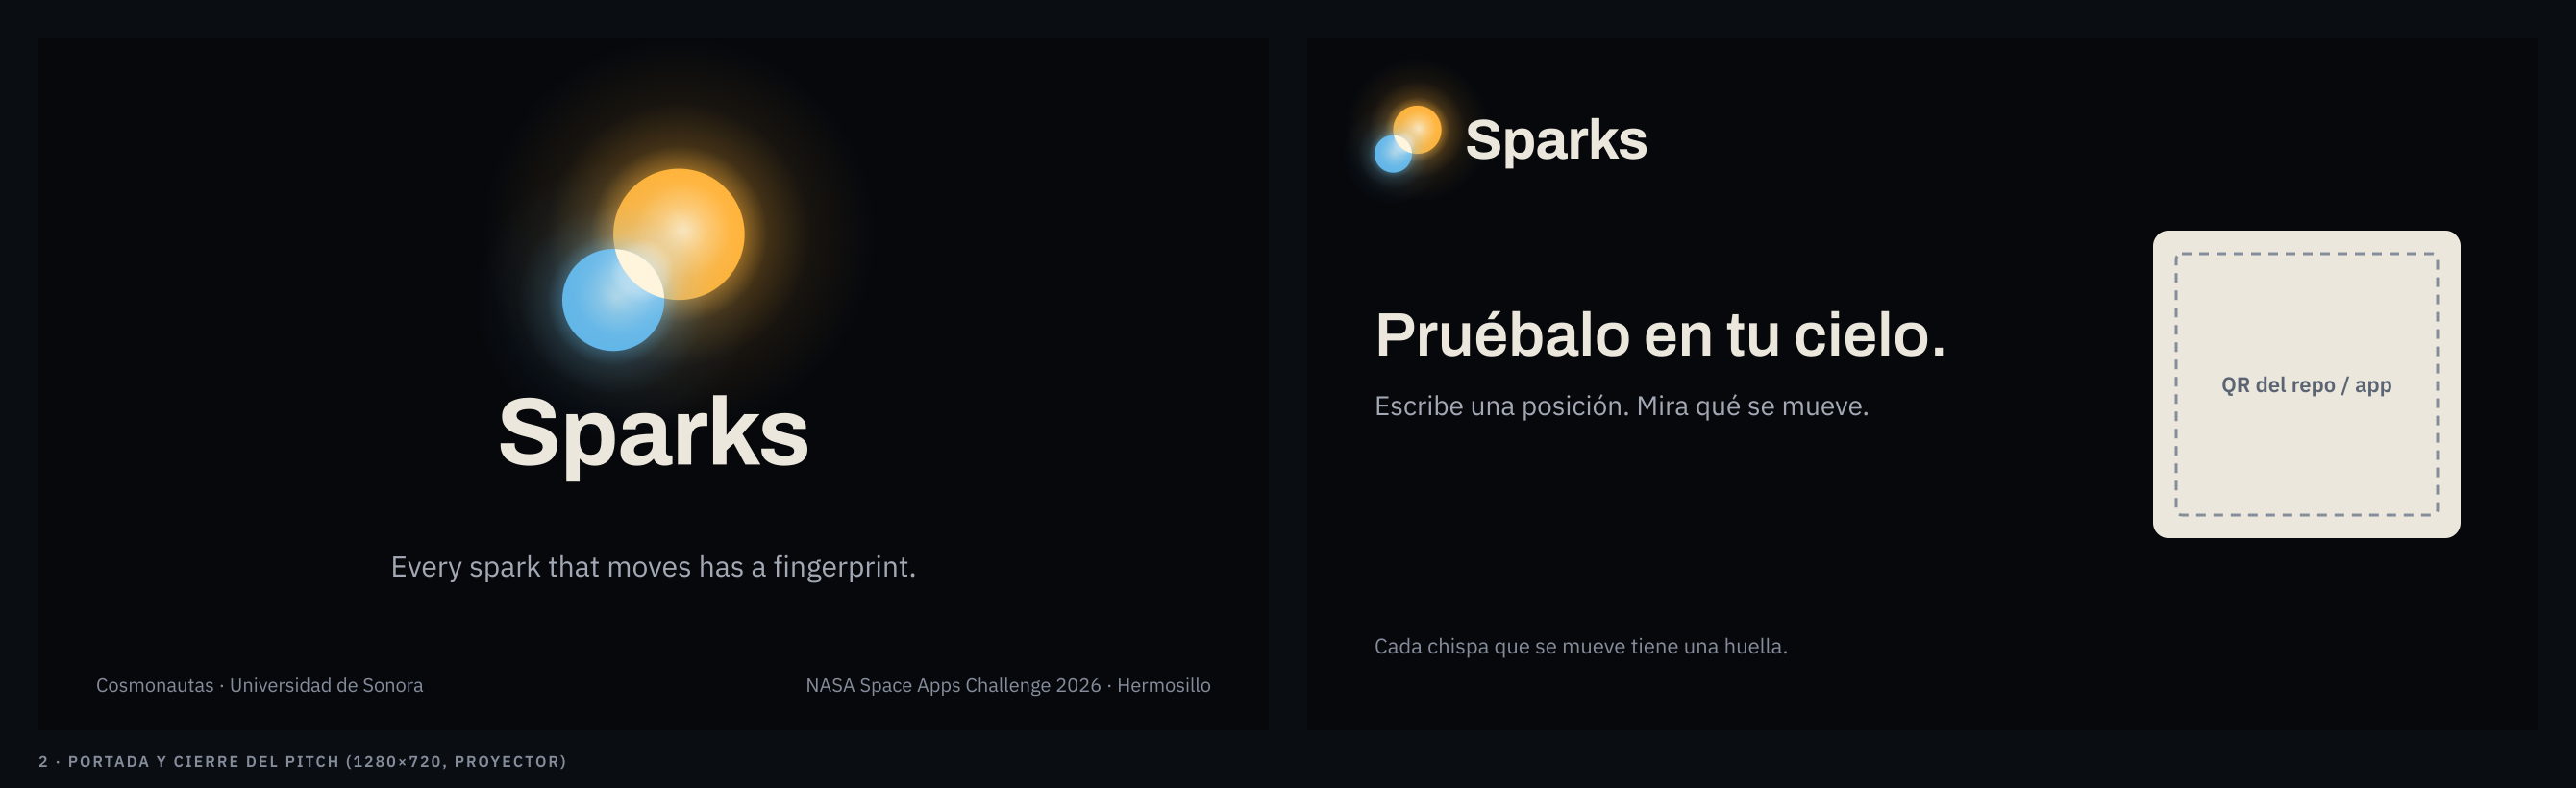 Sparks
Every spark that moves has a fingerprint.
Cosmonautas · Universidad de Sonora
NASA Space Apps Challenge 2026 · Hermosillo
Sparks
Pruébalo en tu cielo.
Escribe una posición. Mira qué se mueve.
QR del repo / app
Cada chispa que se mueve tiene una huella.
2 · PORTADA Y CIERRE DEL PITCH (1280×720, PROYECTOR)